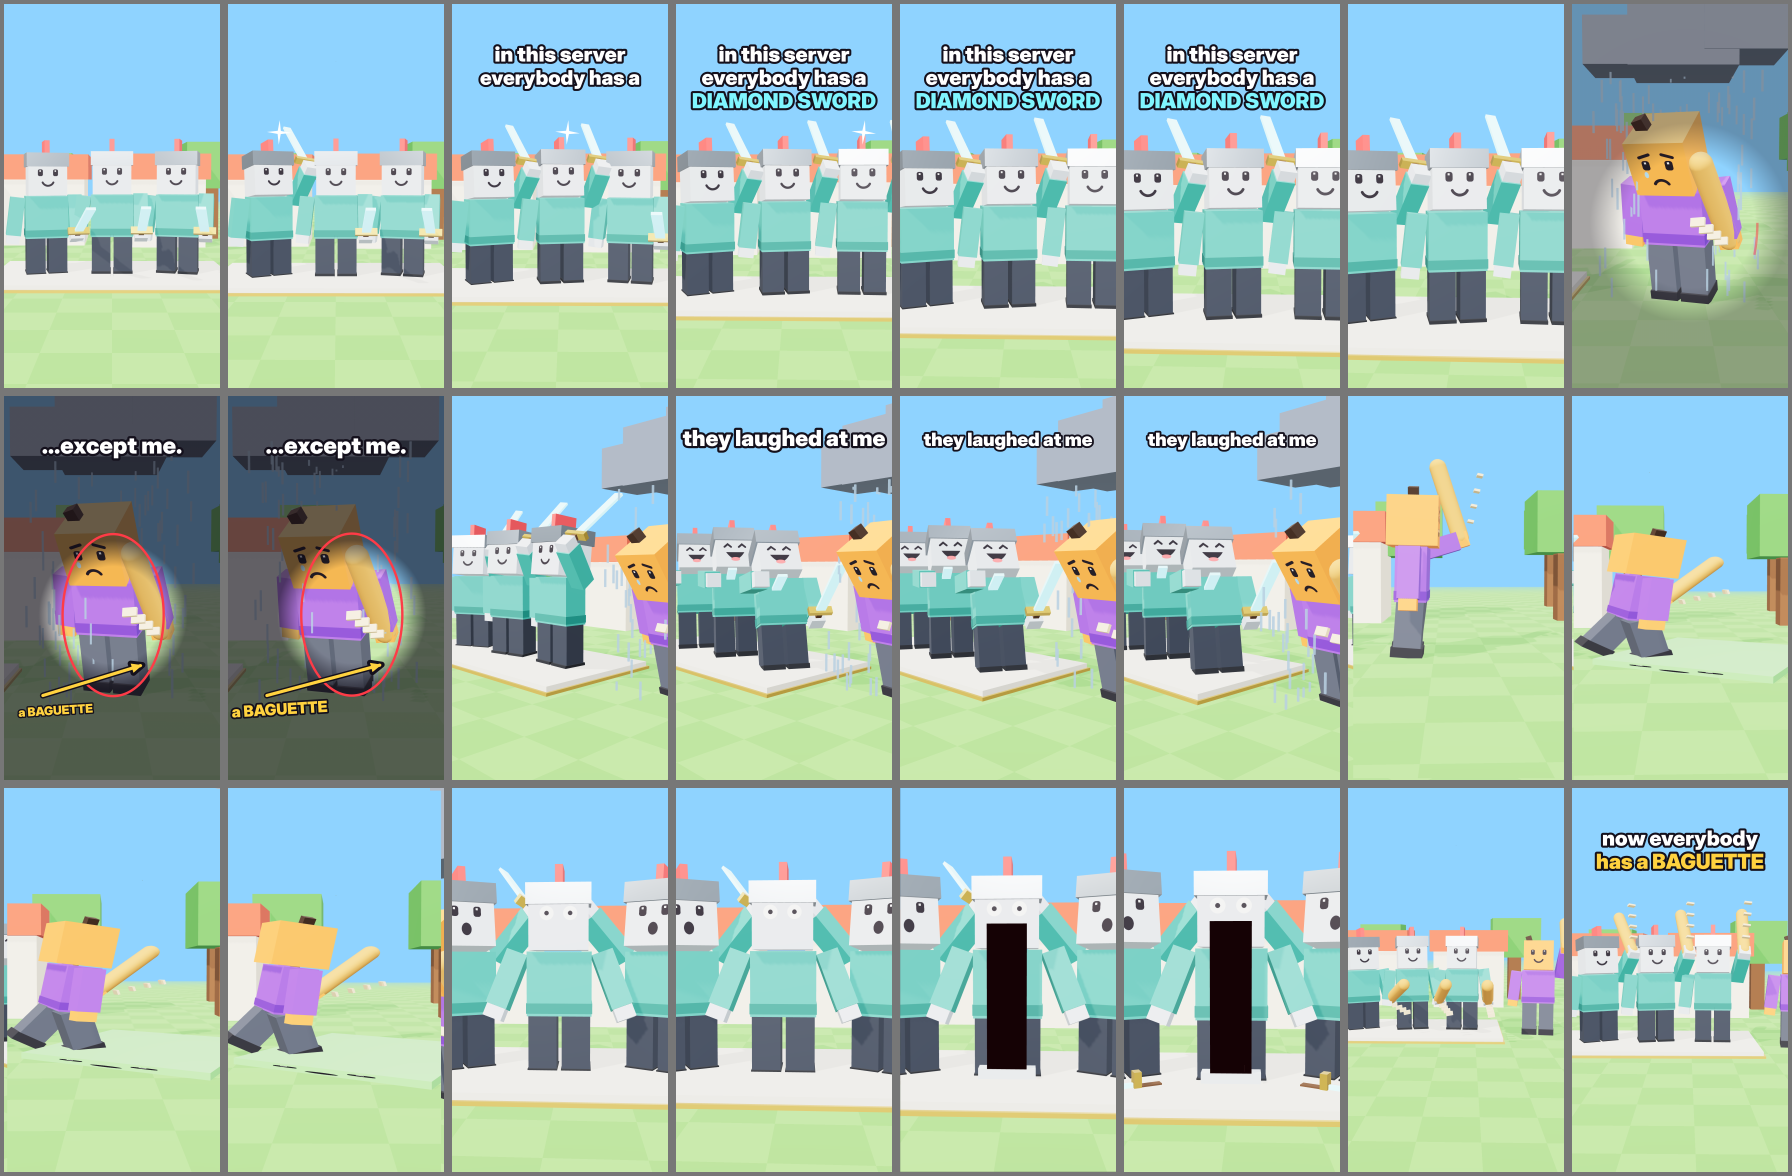 in this server
everybody has a
in this server
everybody has a
DIAMOND SWORD
in this server
everybody has a
DIAMOND SWORD
in this server
everybody has a
DIAMOND SWORD
...except me.
a BAGUETTE
...except me.
a BAGUETTE
they laughed at me
they laughed at me
they laughed at me
now everybody
has a BAGUETTE